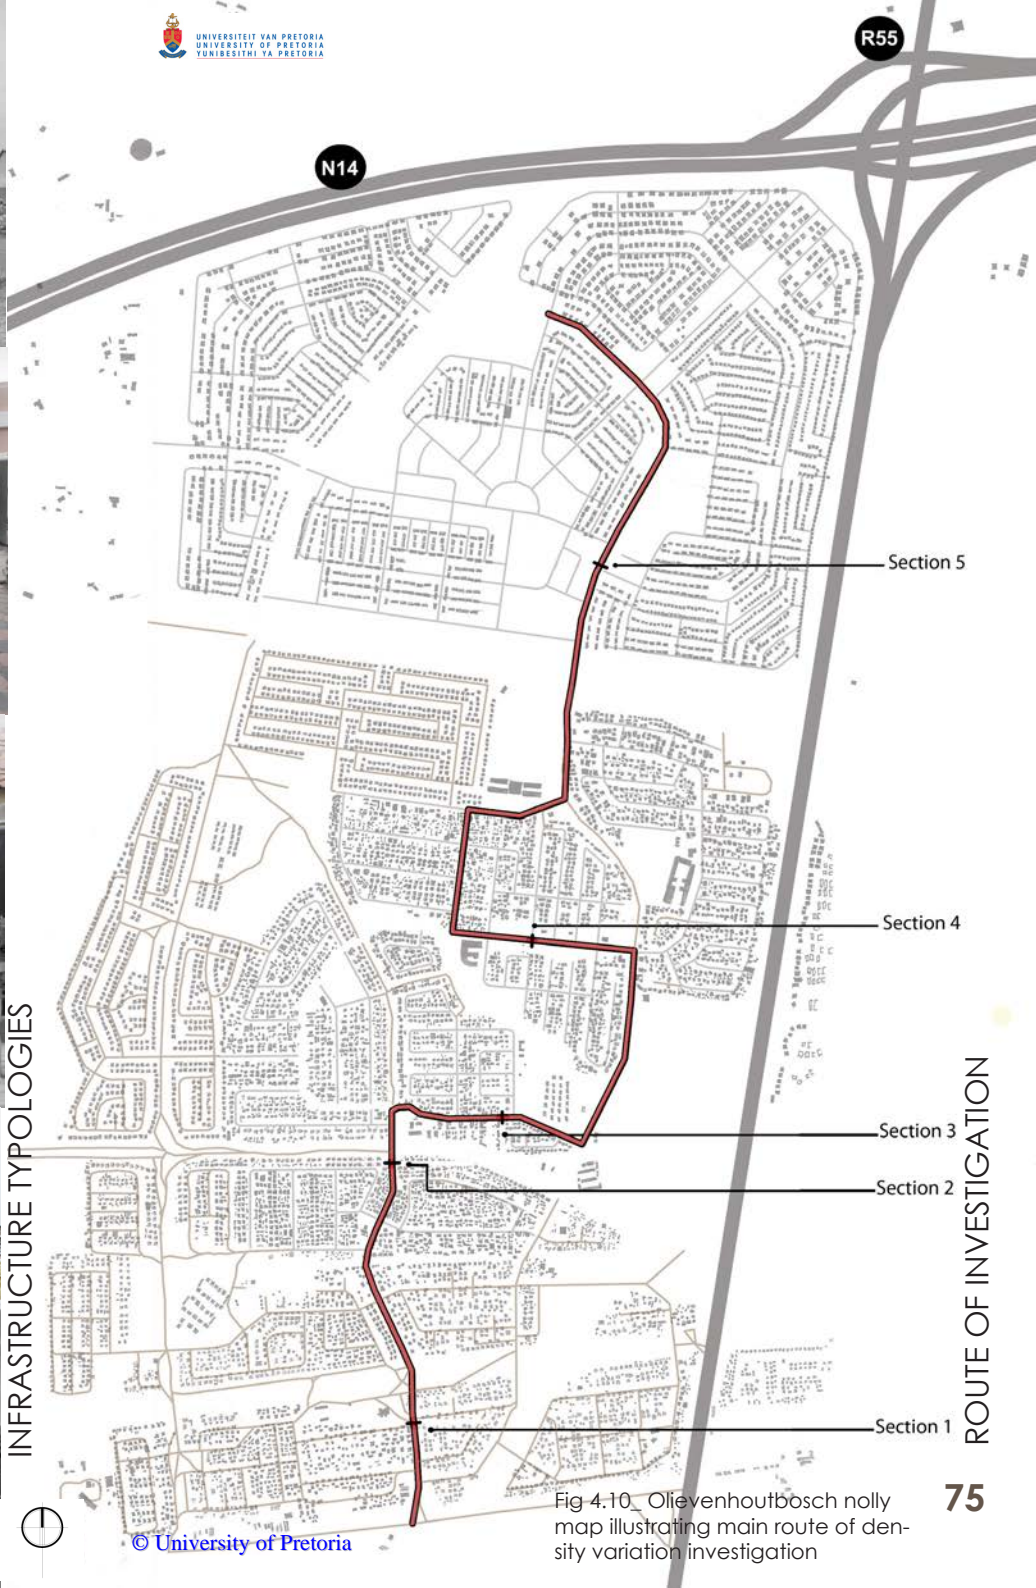 UNIVERSITEIT VAN PRETORIA
UNIVERSITY OF PRETORIA
YUNIBESITHI YA PRETORIA
R55
N14
Section 5
Section 4
Section 3
Section 2
Section 1
INFRASTRUCTURE TYPOLOGIES
ROUTE OF INVESTIGATION
75
Fig 4.10_ Olievenhoutbosch nolly
map illustrating main route of den-
sity variation investigation
© University of Pretoria